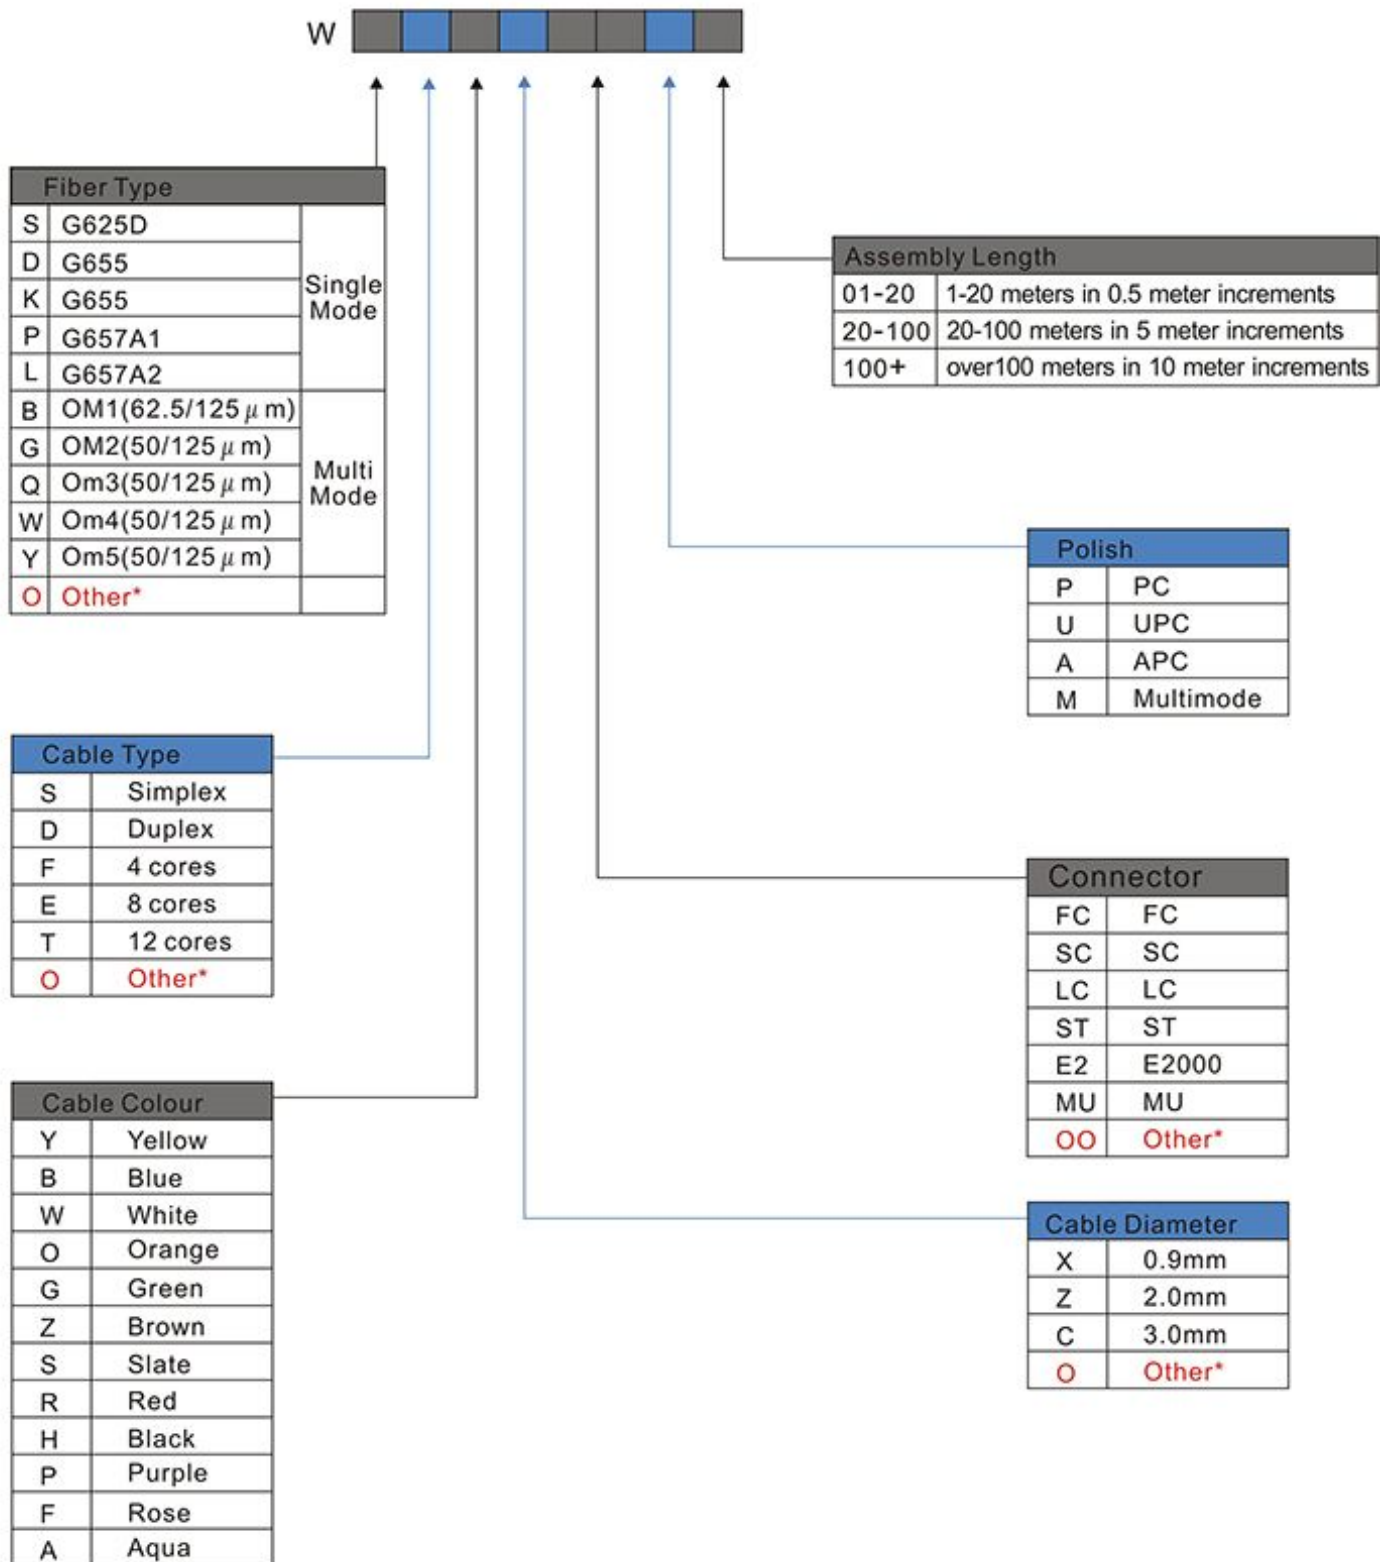 W
Fiber Type
S G625D
D G655
K G655
P G657A1
L G657A2
Single
Mode
B OM1(62.5/125μm)
G OM2(50/125μm)
Q Om3(50/125μm)
W Om4(50/125μm)
Y Om5(50/125μm)
Multi
Mode
O Other*
Assembly Length
01-20 1-20 meters in 0.5 meter increments
20-100 20-100 meters in 5 meter increments
100+ over100 meters in 10 meter increments
Polish
P PC
U UPC
A APC
M Multimode
Cable Type
S Simplex
D Duplex
F 4 cores
E 8 cores
T 12 cores
O Other*
Connector
FC FC
SC SC
LC LC
ST ST
E2 E2000
MU MU
OO Other*
Cable Colour
Y Yellow
B Blue
W White
O Orange
G Green
Z Brown
S Slate
R Red
H Black
P Purple
F Rose
A Aqua
Cable Diameter
X 0.9mm
Z 2.0mm
C 3.0mm
O Other*